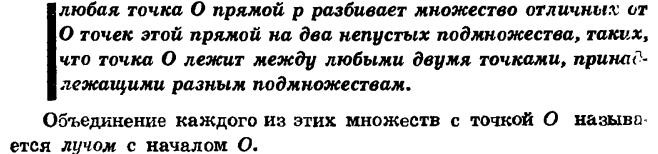 любая точка О прямой р разбивает множество отличных от
О точек этой прямой на два непустых подмножества, таких,
что точка О лежит между любыми двумя точками, принад-
лежащими разным подмножествам.
Объединение каждого из этих множеств с точкой О называ-
ется лучом с началом О.